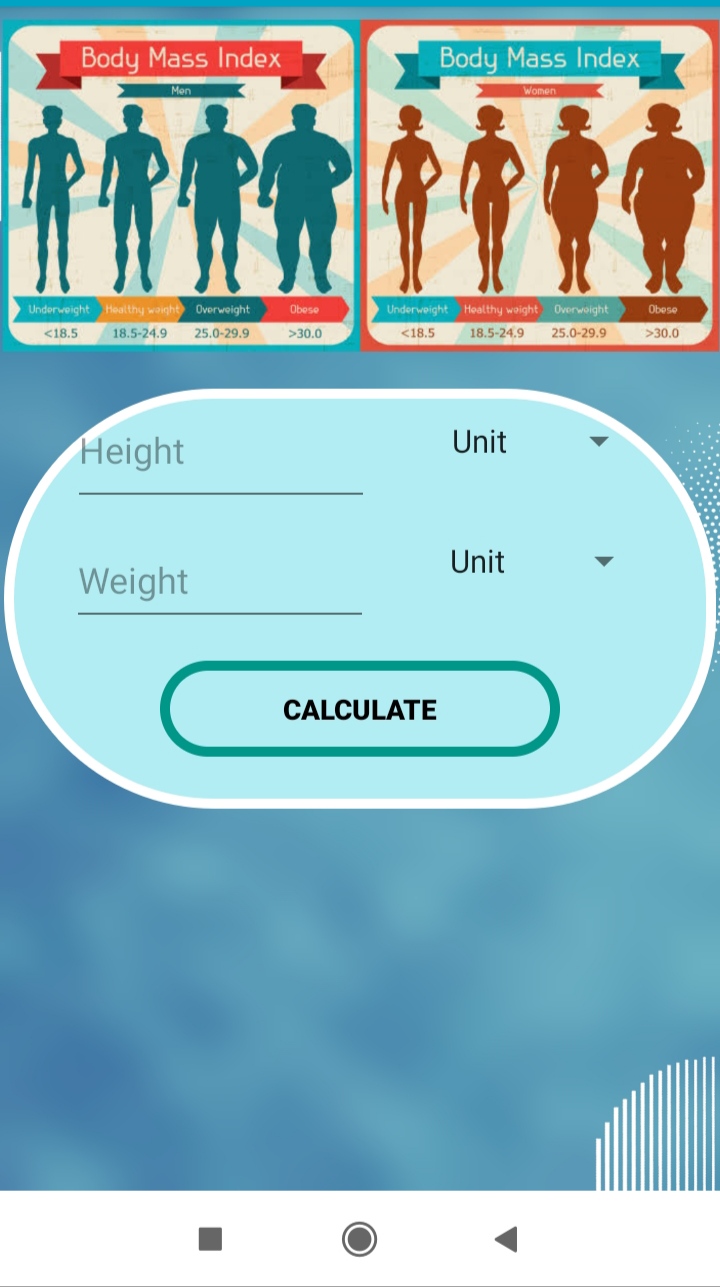 Body Mass Index
Men
Underweight Healthy weight Overweight Obese
<18.5 18.5-24.9 25.0-29.9 >30.0
Body Mass Index
Women
Underweight Healthy weight Overweight Obese
<18.5 18.5-24.9 25.0-29.9 >30.0
Height Unit
Weight Unit
CALCULATE